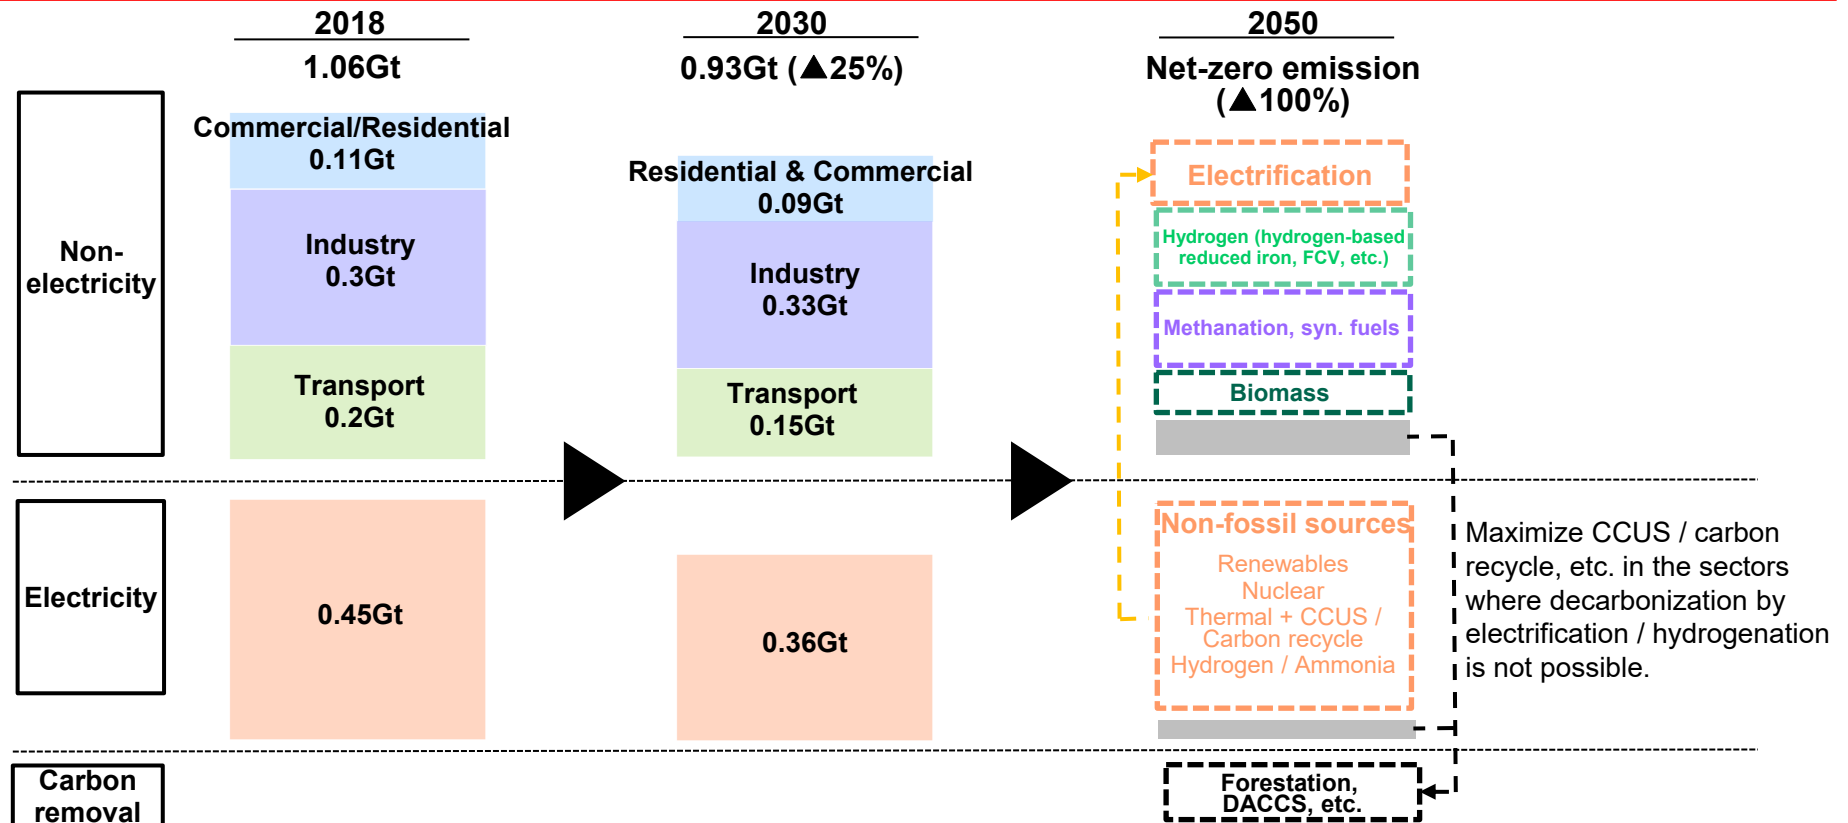 2018
1.06Gt
2030
0.93Gt (▲25%)
2050
Net-zero emission
(▲100%)
Non-
electricity
Commercial/Residential
0.11Gt
Industry
0.3Gt
Transport
0.2Gt
Residential & Commercial
0.09Gt
Industry
0.33Gt
Transport
0.15Gt
Electrification
Hydrogen (hydrogen-based
reduced iron, FCV, etc.)
Methanation, syn. fuels
Biomass
Electricity
0.45Gt
0.36Gt
Non-fossil sources
Renewables
Nuclear
Thermal + CCUS /
Carbon recycle
Hydrogen / Ammonia
Maximize CCUS / carbon
recycle, etc. in the sectors
where decarbonization by
electrification / hydrogenation
is not possible.
Carbon
removal
Forestation,
DACCS, etc.